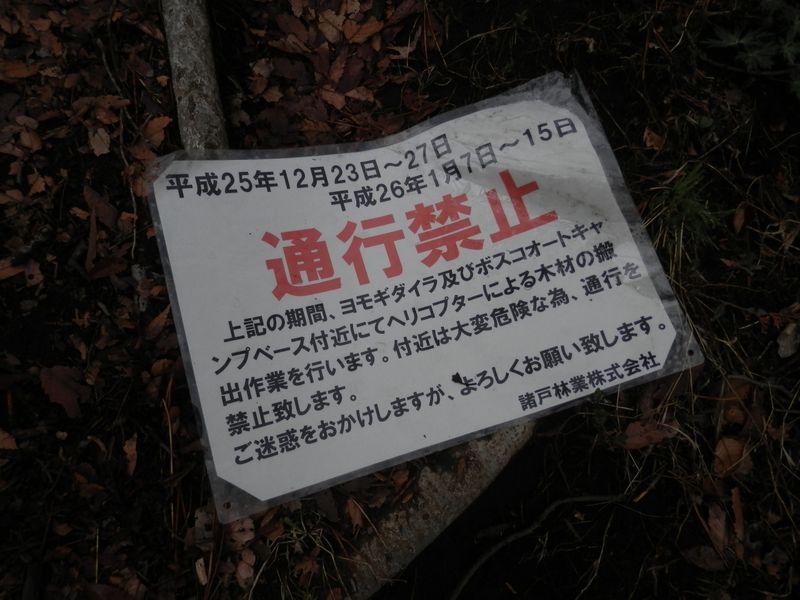 平成25年12月23日～27日
平成26年1月7日～15日
通行禁止
上記の期間、ヨモギダイラ及びボスコオートキャ
ンプベース付近にてヘリコプターによる木材の搬
出作業を行います。付近は大変危険な為、通行を
禁止致します。
ご迷惑をおかけしますが、よろしくお願い致します。
諸戸林業株式会社